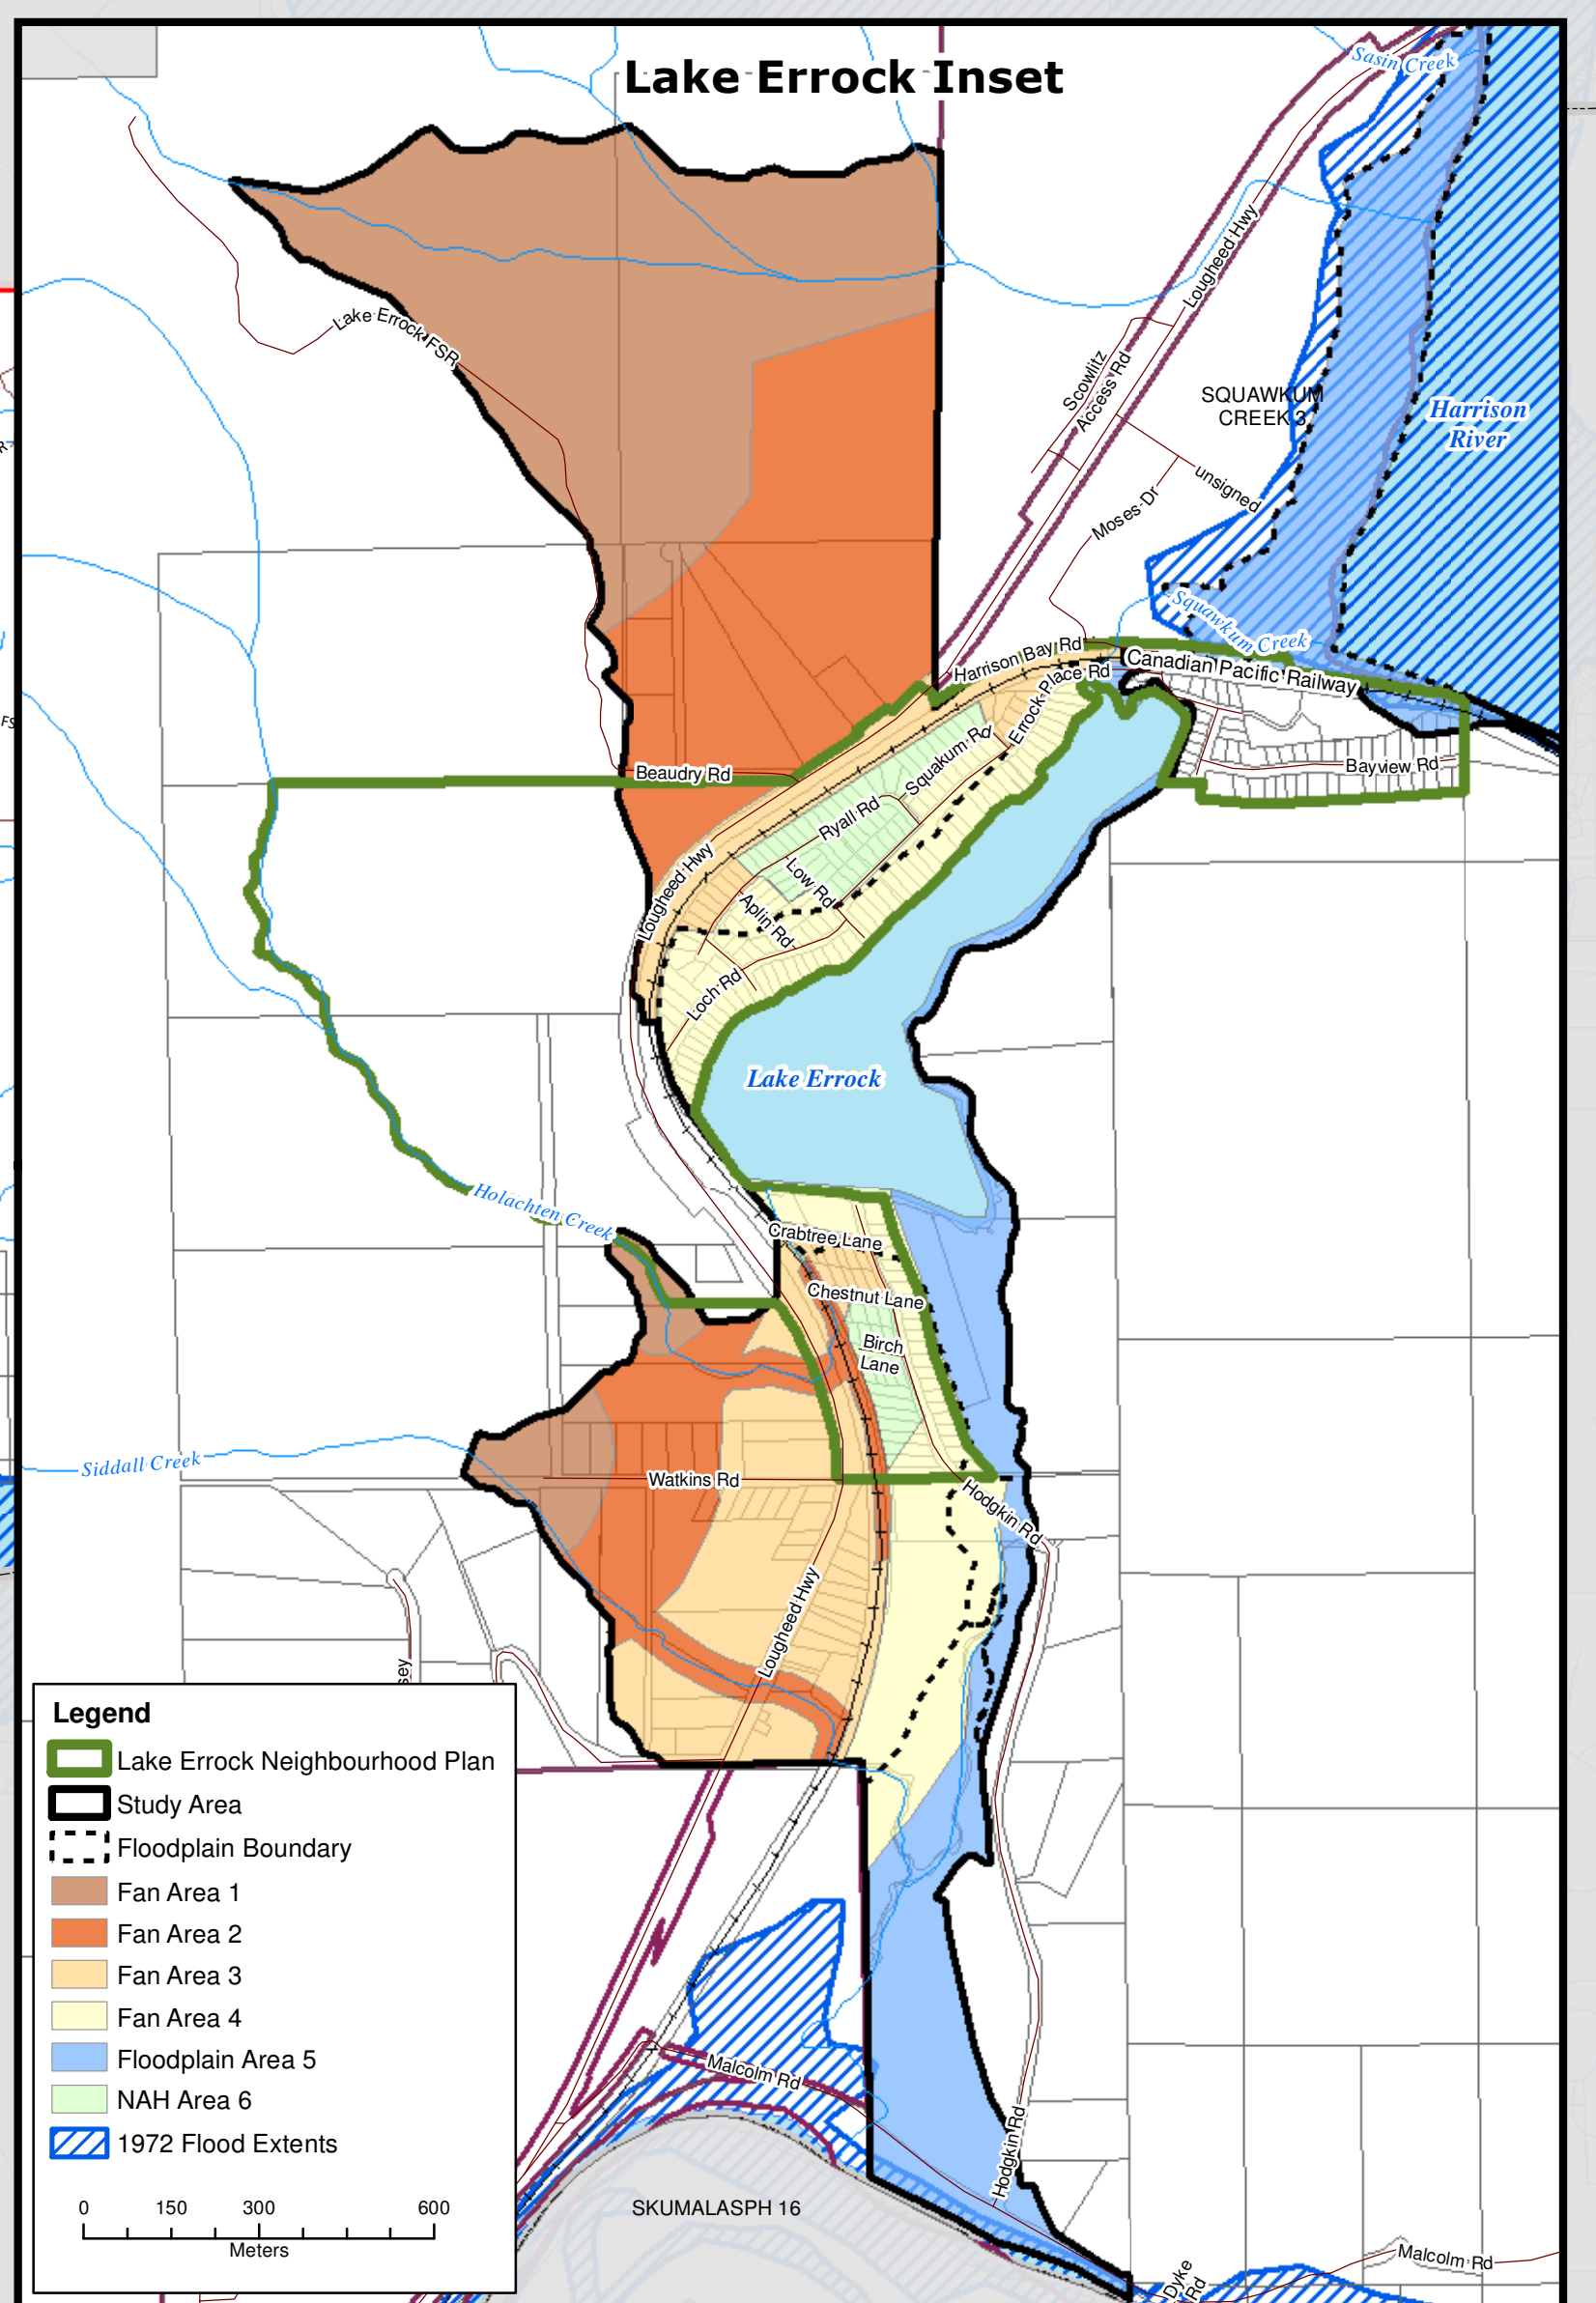 Lake Errock Inset
Sasin Creek
Lougheed Hwy
Lake Errock FSR
Scowlitz
Access Rd
SQUAWKUM
CREEK 3
Harrison
River
unsigned
Moses Dr
Squawkum Creek
Harrison Bay Rd
Canadian Pacific Railway
Errock Place Rd
Squakum Rd
Beaudry Rd
Bayview Rd
Ryall Rd
Low Rd
Lougheed Hwy
Aplin Rd
Loch Rd
Lake Errock
Holachten Creek
Crabtree Lane
Chestnut Lane
Birch
Lane
Siddall Creek
Watkins Rd
Hodgkin Rd
Lougheed Hwy
sey
Legend
Lake Errock Neighbourhood Plan
Study Area
Floodplain Boundary
Fan Area 1
Fan Area 2
Fan Area 3
Fan Area 4
Floodplain Area 5
NAH Area 6
1972 Flood Extents
0 150 300 600
Meters
Malcolm Rd
Hodgkin Rd
SKUMALASPH 16
Malcolm Rd
Dyke
Rd